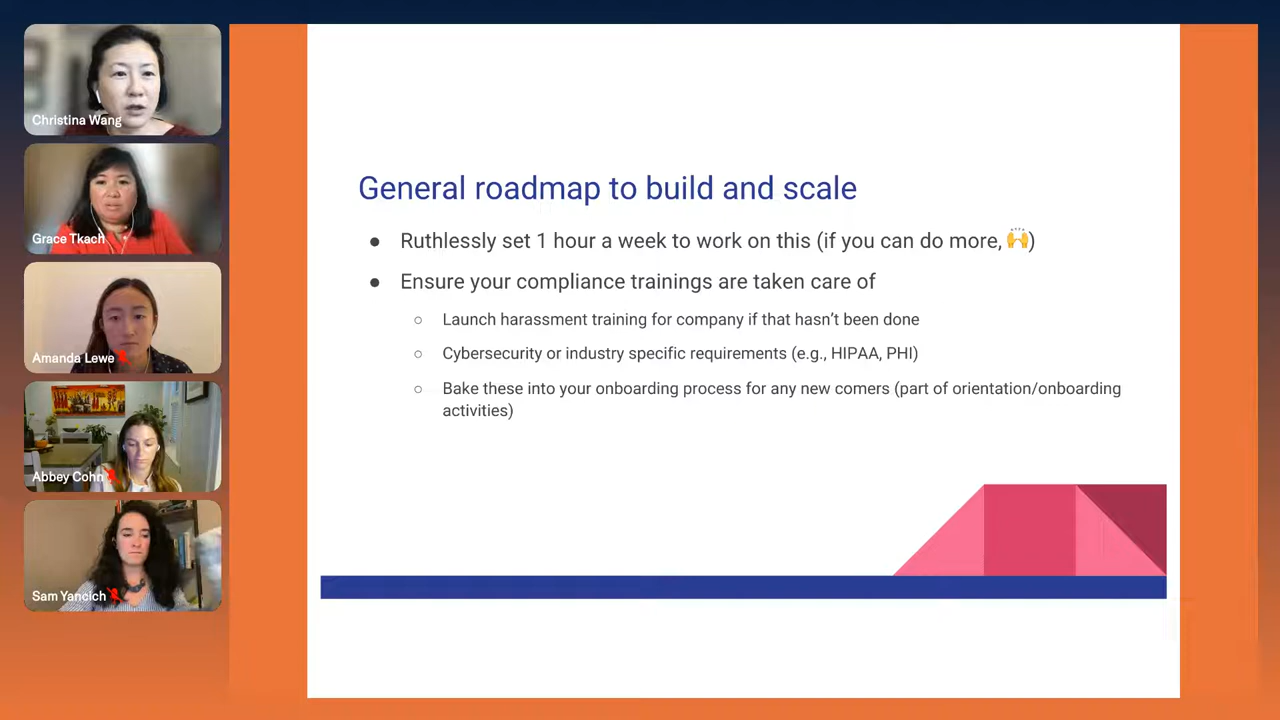 Christina Wang
Grace Tkach
Amanda Lewe
Abbey Cohn
Sam Yancich
General roadmap to build and scale
● Ruthlessly set 1 hour a week to work on this (if you can do more, 🙌)
● Ensure your compliance trainings are taken care of
○ Launch harassment training for company if that hasn't been done
○ Cybersecurity or industry specific requirements (e.g., HIPAA, PHI)
○ Bake these into your onboarding process for any new comers (part of orientation/onboarding
activities)